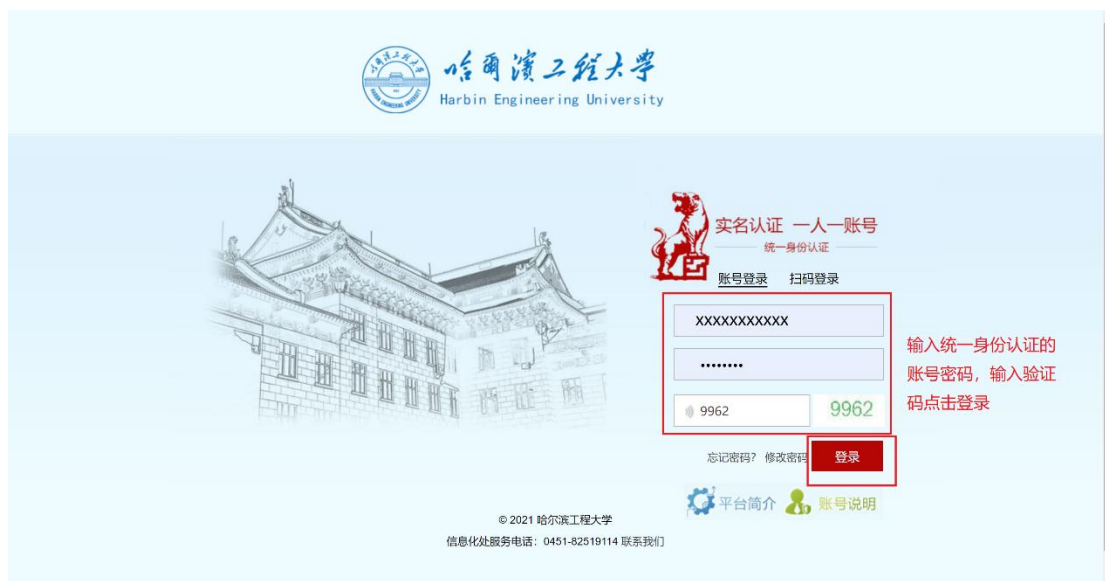 哈尔滨工程大学
Harbin Engineering University
实名认证 一人一账号
统一身份认证
账号登录 扫码登录
XXXXXXXXXXX
••••••••
9962 9962
输入统一身份认证的
账号密码，输入验证
码点击登录
忘记密码? 修改密码 登录
平台简介 账号说明
© 2021 哈尔滨工程大学
信息化处服务电话：0451-82519114 联系我们